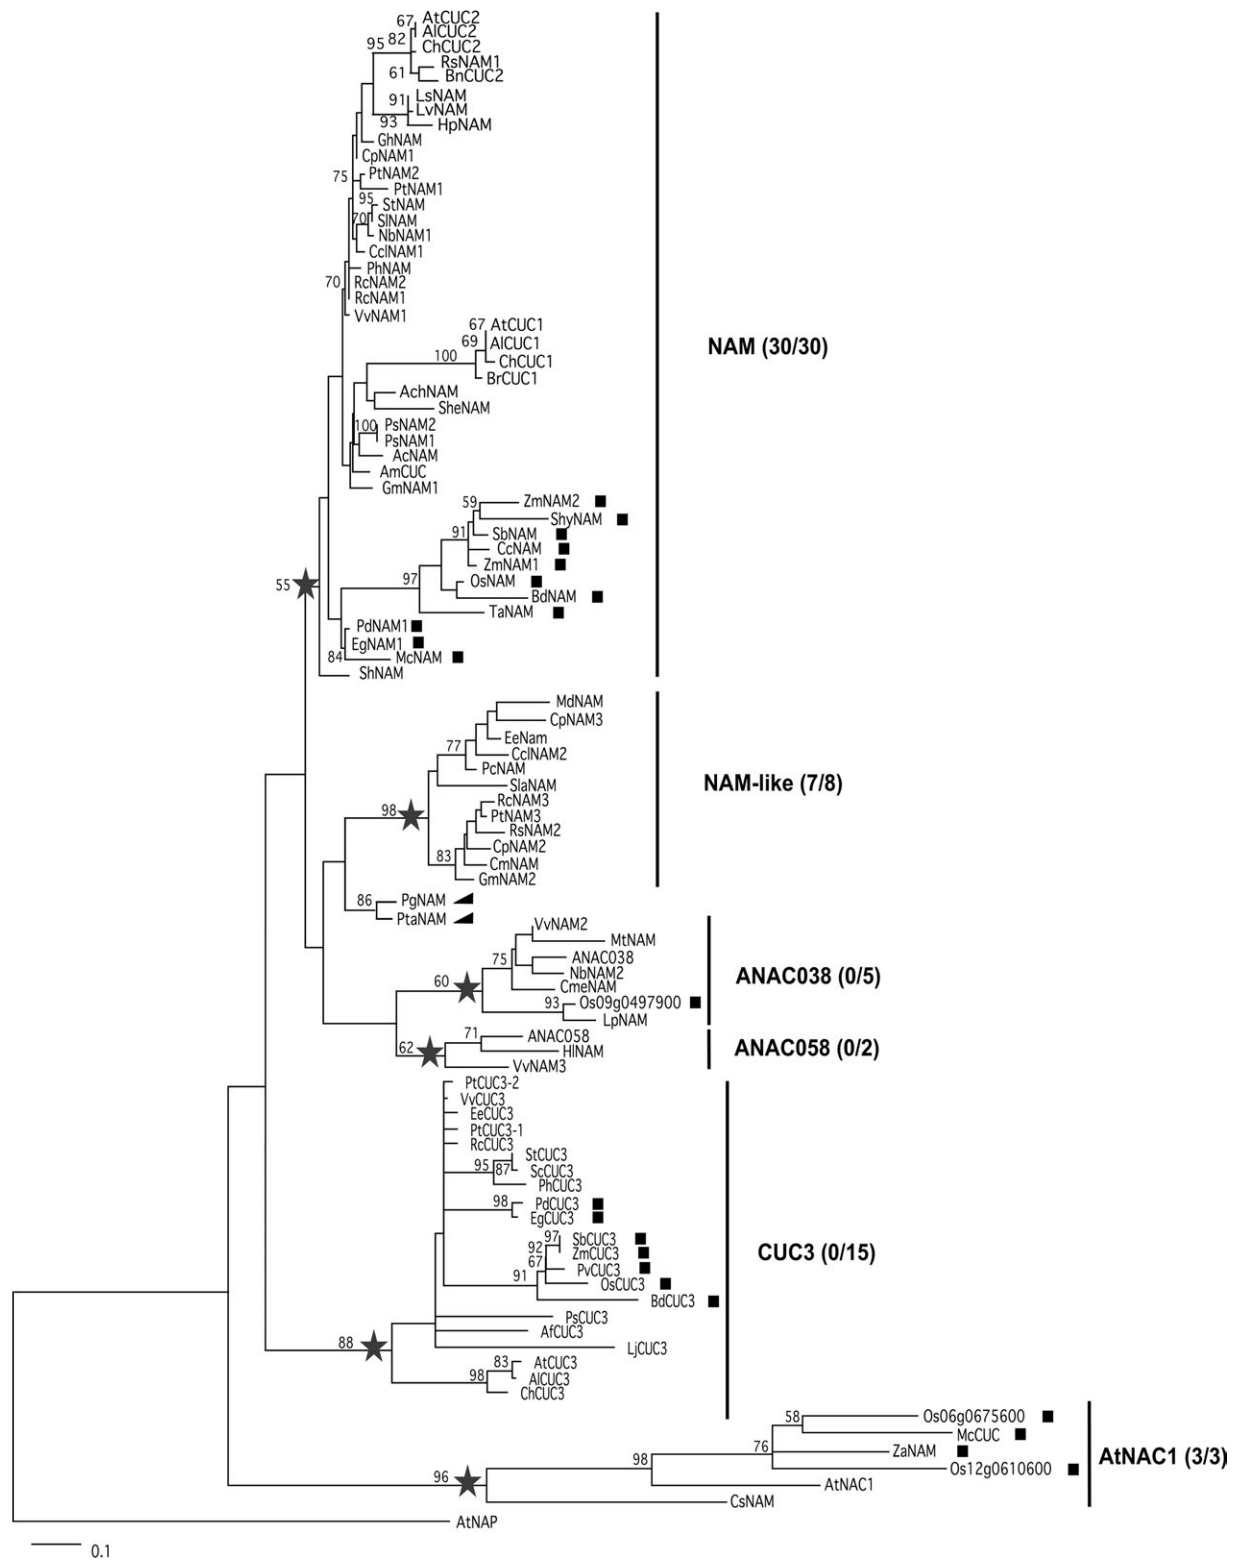 67 AtCUC2
AlCUC2
95 82 ChCUC2
RsNAM1
61 BnCUC2
91 LsNAM
LvNAM
93 HpNAM
GhNAM
CpNAM1
75 PtNAM2
PtNAM1
95 StNAM
70 SlNAM
NbNAM1
CclNAM1
PhNAM
70 RcNAM2
RcNAM1
VvNAM1
67 AtCUC1
69 AlCUC1
100 ChCUC1
BrCUC1
NAM (30/30)
AchNAM
SheNAM
100 PsNAM2
PsNAM1
AcNAM
AmCUC
GmNAM1
59 ZmNAM2
ShyNAM
91 SbNAM
CcNAM
ZmNAM1
55 97 OsNAM
BdNAM
TaNAM
PdNAM1
EgNAM1
84 McNAM
ShNAM
MdNAM
CpNAM3
EeNam
77 CclNAM2
PcNAM
SlaNAM
NAM-like (7/8)
RcNAM3
98 PtNAM3
RsNAM2
CpNAM2
83 CmNAM
GmNAM2
86 PgNAM
PtaNAM
VvNAM2
MtNAM
75 ANAC038
NbNAM2
ANAC038 (0/5)
60 CmeNAM
93 Os09g0497900
LpNAM
71 ANAC058
62 HlNAM
ANAC058 (0/2)
VvNAM3
PtCUC3-2
VvCUC3
EeCUC3
PtCUC3-1
RcCUC3
StCUC3
95 87 ScCUC3
PhCUC3
98 PdCUC3
EgCUC3
97 SbCUC3
92 ZmCUC3
CUC3 (0/15)
67 PvCUC3
91 OsCUC3
BdCUC3
PsCUC3
AfCUC3
88 LjCUC3
83 AtCUC3
98 AlCUC3
ChCUC3
58 Os06g0675600
McCUC
76 ZaNAM
AtNAC1 (3/3)
98 Os12g0610600
96 AtNAC1
CsNAM
AtNAP
0.1